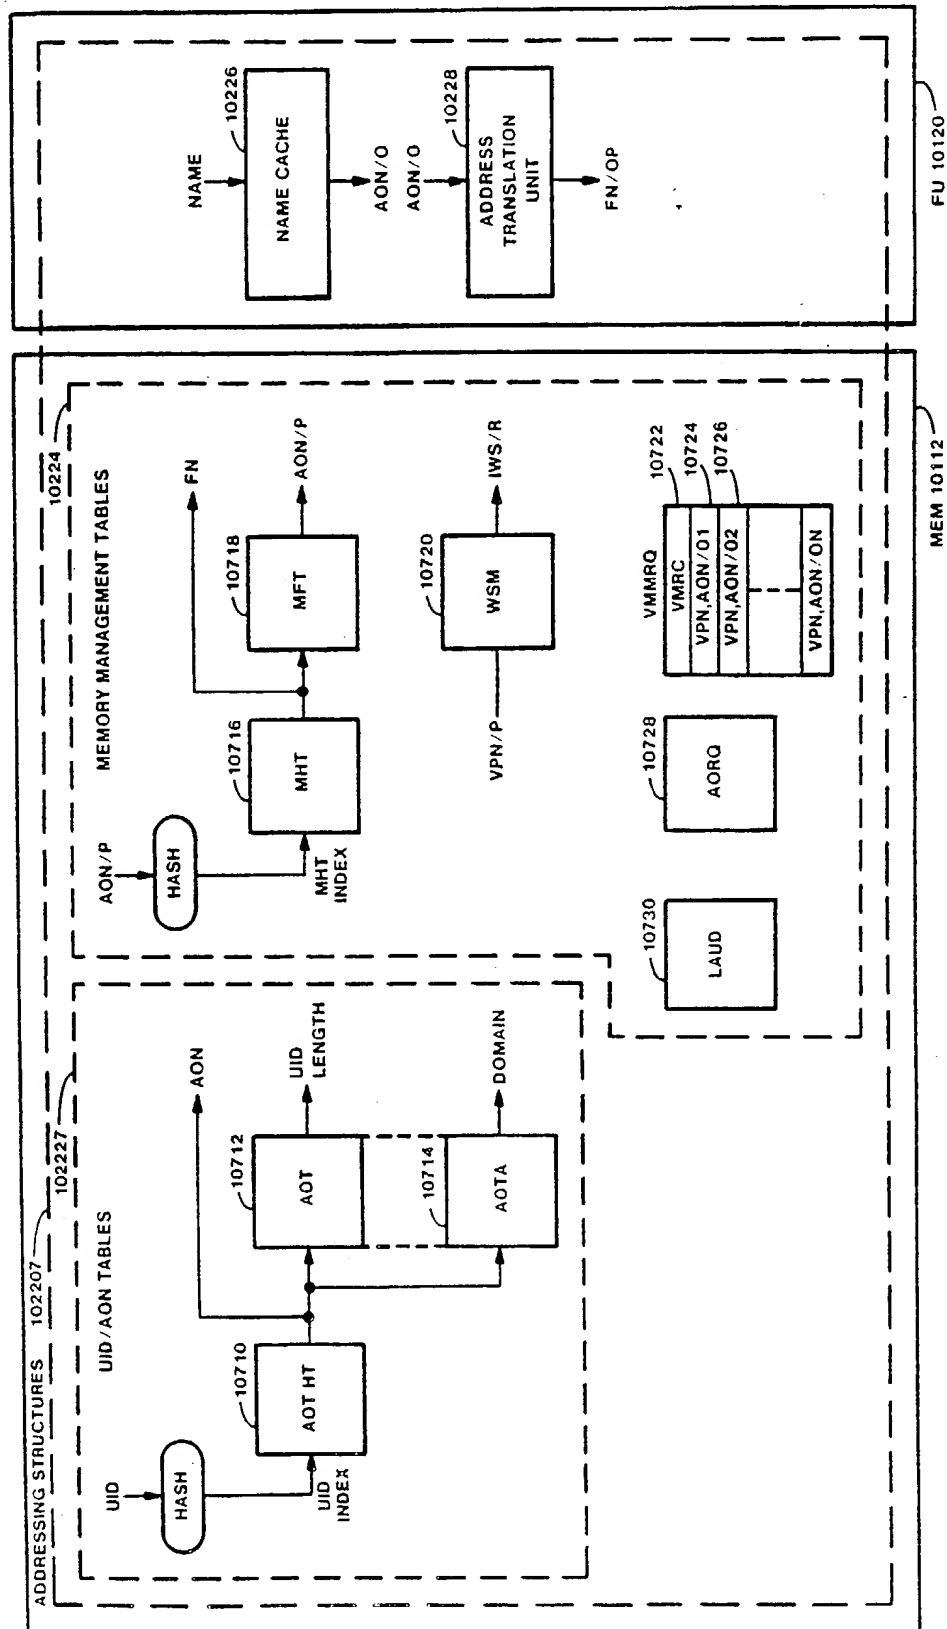 ADDRESSING STRUCTURES 10220?
102227
UID/AON TABLES
UID
HASH
UID
INDEX
10710
AOT HT
AON
10712
AOT
UID
LENGTH
10714
AOTA
DOMAIN
10224
MEMORY MANAGEMENT TABLES
AON/P
HASH
MHT
INDEX
10716
MHT
FN
10718
MFT
AON/P
VPN/P
10720
WSM
IWS/R
10730
LAUD
10728
AORQ
VMMRQ
VMRC
VPN,AON/O1
VPN,AON/O2
VPN,AON/ON
10722
10724
10726
MEM 10112
NAME
10226
NAME CACHE
AON/O
AON/O
10228
ADDRESS
TRANSLATION
UNIT
FN/OP
FU 10120